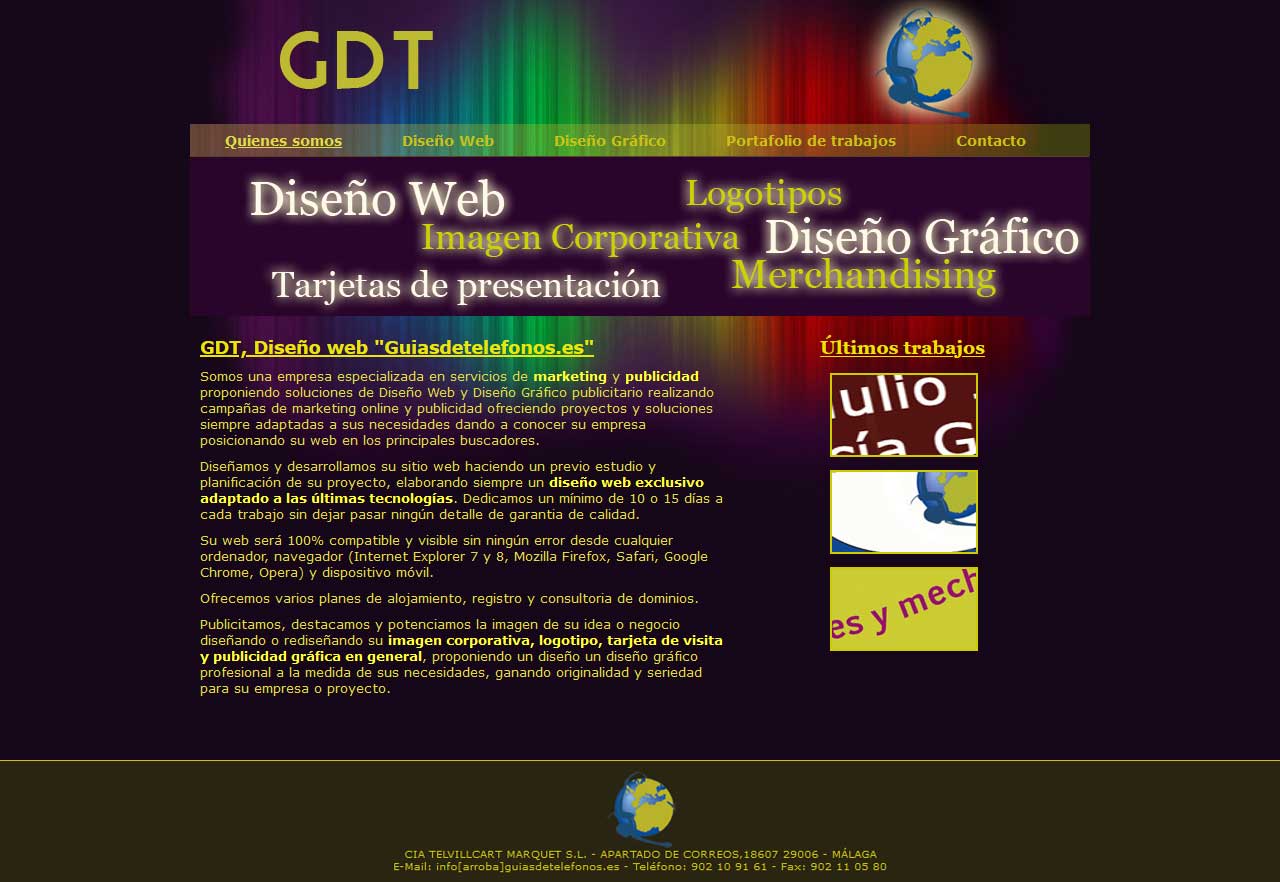 GDT
Quienes somos Diseño Web Diseño Gráfico Portafolio de trabajos Contacto
Diseño Web
Logotipos
Imagen Corporativa
Diseño Gráfico
Tarjetas de presentación
Merchandising
GDT, Diseño web "Guiasdetelefonos.es"
Somos una empresa especializada en servicios de marketing y publicidad
proponiendo soluciones de Diseño Web y Diseño Gráfico publicitario realizando
campañas de marketing online y publicidad ofreciendo proyectos y soluciones
siempre adaptadas a sus necesidades dando a conocer su empresa
posicionando su web en los principales buscadores.
Diseñamos y desarrollamos su sitio web haciendo un previo estudio y
planificación de su proyecto, elaborando siempre un diseño web exclusivo
adaptado a las últimas tecnologías. Dedicamos un mínimo de 10 o 15 días a
cada trabajo sin dejar pasar ningún detalle de garantia de calidad.
Su web será 100% compatible y visible sin ningún error desde cualquier
ordenador, navegador (Internet Explorer 7 y 8, Mozilla Firefox, Safari, Google
Chrome, Opera) y dispositivo móvil.
Ofrecemos varios planes de alojamiento, registro y consultoria de dominios.
Publicitamos, destacamos y potenciamos la imagen de su idea o negocio
diseñando o rediseñando su imagen corporativa, logotipo, tarjeta de visita
y publicidad gráfica en general, proponiendo un diseño un diseño gráfico
profesional a la medida de sus necesidades, ganando originalidad y seriedad
para su empresa o proyecto.
Últimos trabajos
ulio
cía G
es y mech
CIA TELVILLCART MARQUET S.L. - APARTADO DE CORREOS,18607 29006 - MÁLAGA
E-Mail: info[arroba]guiasdetelefonos.es - Teléfono: 902 10 91 61 - Fax: 902 11 05 80